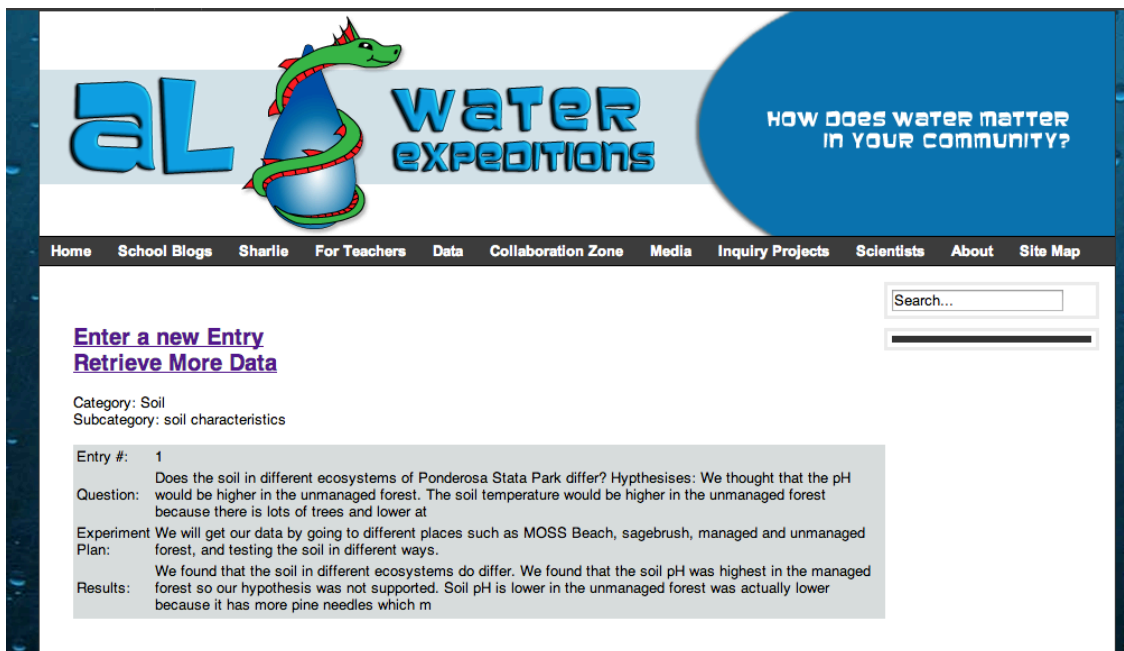 aL
WaTeR
expeditions
HOW DOES WATER MATTER
IN YOUR COMMUNITY?
Home School Blogs Sharlie For Teachers Data Collaboration Zone Media Inquiry Projects Scientists About Site Map
Search...
Enter a new Entry
Retrieve More Data
Category: Soil
Subcategory: soil characteristics
Entry #: 1
Question: Does the soil in different ecosystems of Ponderosa Stata Park differ? Hypthesises: We thought that the pH
would be higher in the unmanaged forest. The soil temperature would be higher in the unmanaged forest
because there is lots of trees and lower at
Experiment Plan: We will get our data by going to different places such as MOSS Beach, sagebrush, managed and unmanaged
forest, and testing the soil in different ways.
Results: We found that the soil in different ecosystems do differ. We found that the soil pH was highest in the managed
forest so our hypothesis was not supported. Soil pH is lower in the unmanaged forest was actually lower
because it has more pine needles which m